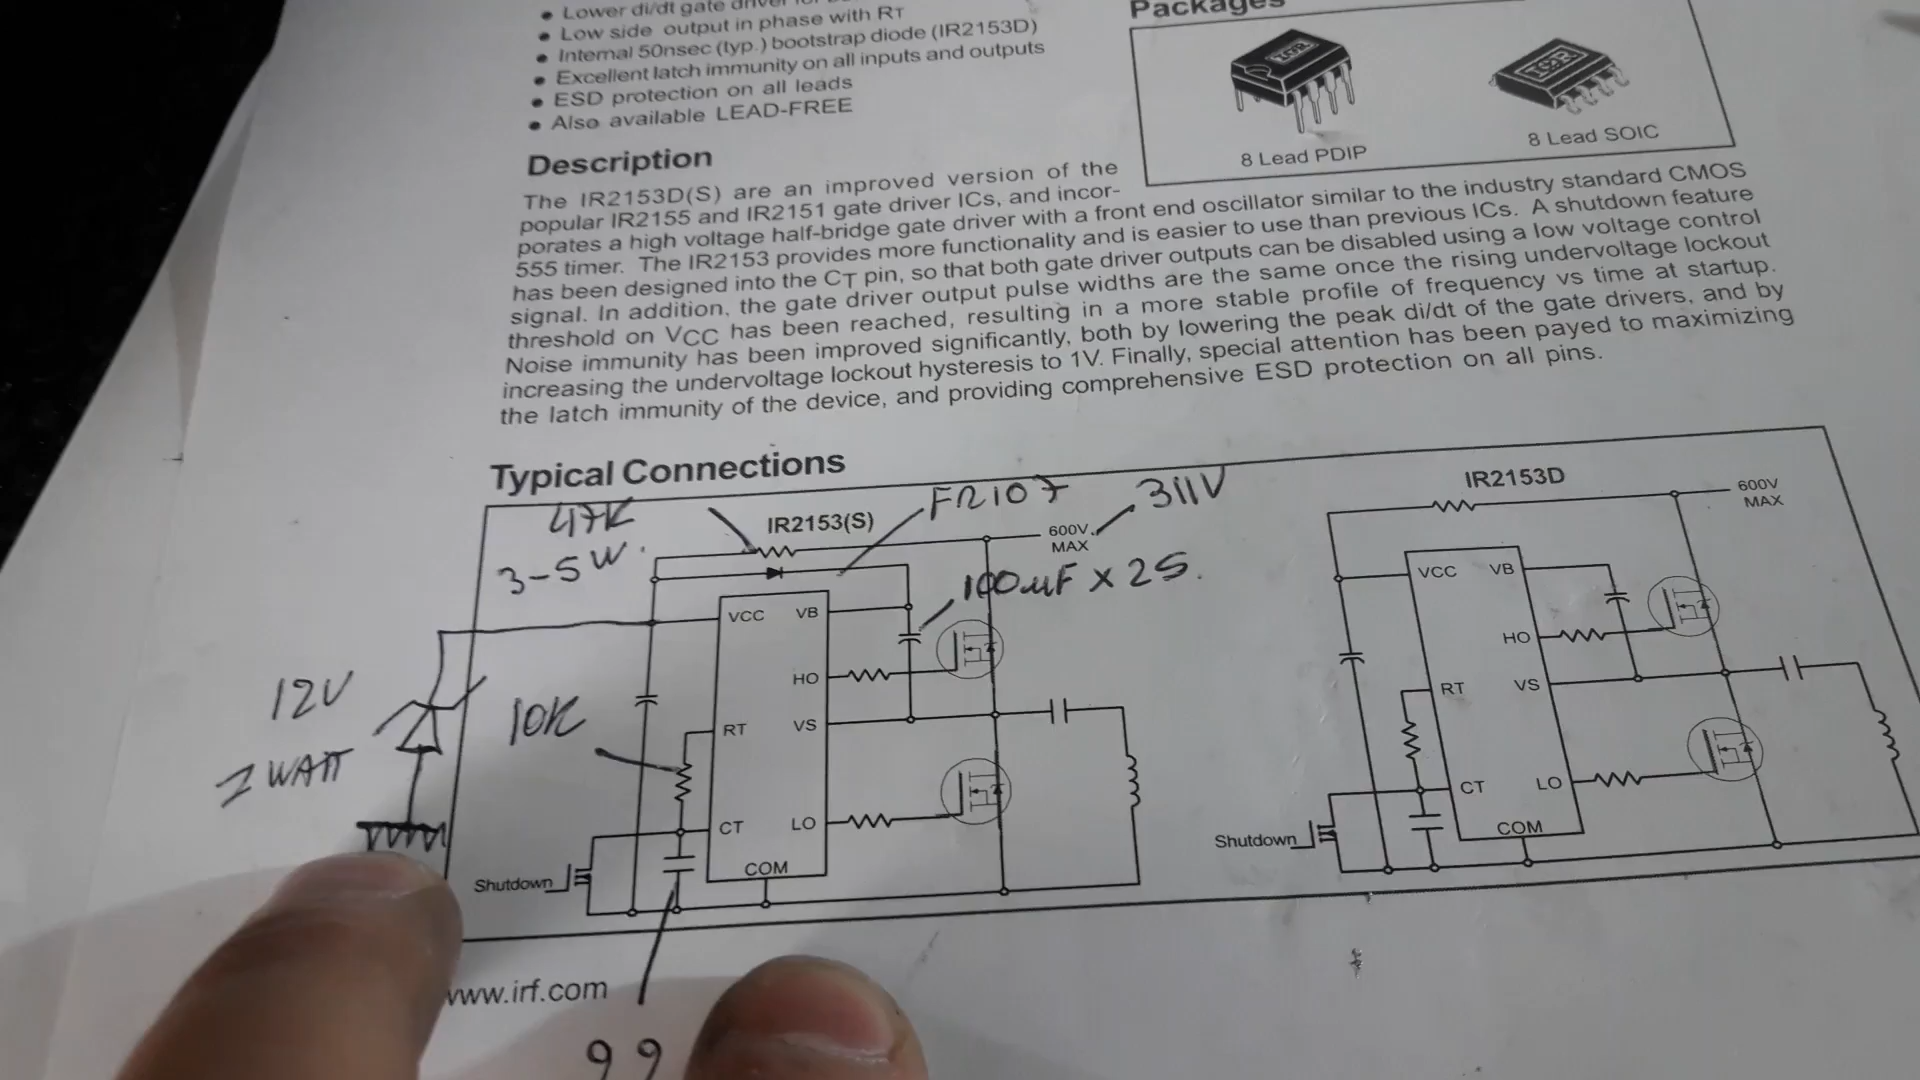 Lower di/dt gate driver for
Low side output in phase with RT
Internal 50nsec (typ.) bootstrap diode (IR2153D)
Excellent latch immunity on all inputs and outputs
ESD protection on all leads
Also available LEAD-FREE
Packages
IOR
IOR
8 Lead PDIP
8 Lead SOIC
Description
The IR2153D(S) are an improved version of the
popular IR2155 and IR2151 gate driver ICs, and incor-
porates a high voltage half-bridge gate driver with a front end oscillator similar to the industry standard CMOS
555 timer. The IR2153 provides more functionality and is easier to use than previous ICs. A shutdown feature
has been designed into the CT pin, so that both gate driver outputs can be disabled using a low voltage control
signal. In addition, the gate driver output pulse widths are the same once the rising undervoltage lockout
threshold on VCC has been reached, resulting in a more stable profile of frequency vs time at startup.
Noise immunity has been improved significantly, both by lowering the peak di/dt of the gate drivers, and by
increasing the undervoltage lockout hysteresis to 1V. Finally, special attention has been payed to maximizing
the latch immunity of the device, and providing comprehensive ESD protection on all pins.
Typical Connections
47K
3-5W.
IR2153(S)
FR107
311V
600V
MAX
100µF x 25.
VCC
VB
HO
RT
VS
CT
LO
COM
Shutdown
12V
1 WATT
10K
IR2153D
600V
MAX
VCC
VB
HO
RT
VS
CT
LO
COM
Shutdown
www.irf.com
99